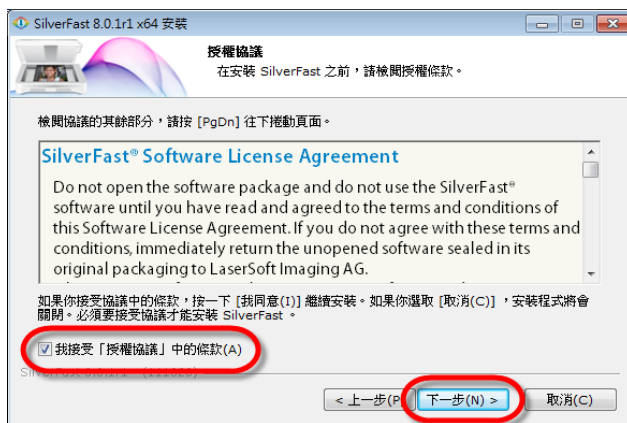 SilverFast 8.0.1r1 x64 安裝
授權協議
在安裝 SilverFast 之前，請檢閱授權條款。
檢閱協議的其餘部分，請按 [PgDn] 往下捲動頁面。
SilverFast® Software License Agreement
Do not open the software package and do not use the SilverFast®
software until you have read and agreed to the terms and conditions of
this Software License Agreement. If you do not agree with these terms and
conditions, immediately return the unopened software sealed in its
original packaging to LaserSoft Imaging AG.
如果你接受協議中的條款，按一下 [我同意(I)] 繼續安裝。如果你選取 [取消(C)] ，安裝程式將會
關閉。必須要接受協議才能安裝 SilverFast 。
我接受「授權協議」中的條款(A)
< 上一步(P
下一步(N) >
取消(C)